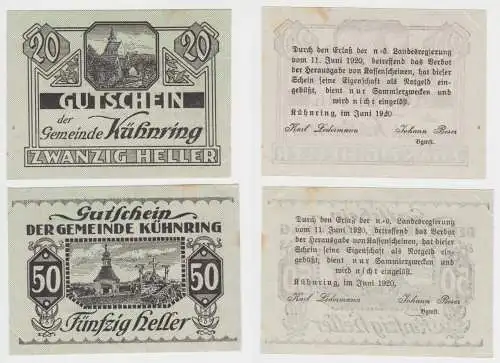 20 20
GUTSCHEIN
der
Gemeinde Kühnring
ZWANZIG HELLER
Durch den Erlaß der n.-ö. Landesregierung
vom 11. Juni 1920, betreffend das Verbot
der Herausgabe von Kassenscheinen, hat dieser
Schein seine Eigenschaft als Notgeld ein-
gebüßt, dient nur Sammlerzwecken und
wird nicht eingelöst.
Kühnring, im Juni 1920
Karl Ledermann Johann Boser
Bgmst.
Gutschein
DER GEMEINDE KÜHNRING
50 50
Fünfzig Heller
Durch den Erlaß der n.-ö. Landesregierung
vom 11. Juni 1920, betreffend das Verbot
der Herausgabe von Kassenscheinen, hat dieser
Schein seine Eigenschaft als Notgeld ein-
gebüßt, dient nur Sammlerzwecken und
wird nicht eingelöst.
Kühnring, im Juni 1920.
Karl Ledermann Johann Boser
Bgmst.